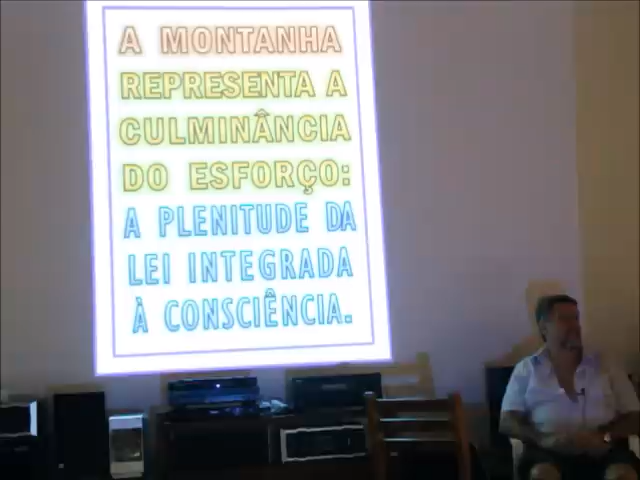 A MONTANHA
REPRESENTA A
CULMINÂNCIA
DO ESFORÇO:
A PLENITUDE DA
LEI INTEGRADA
À CONSCIÊNCIA.